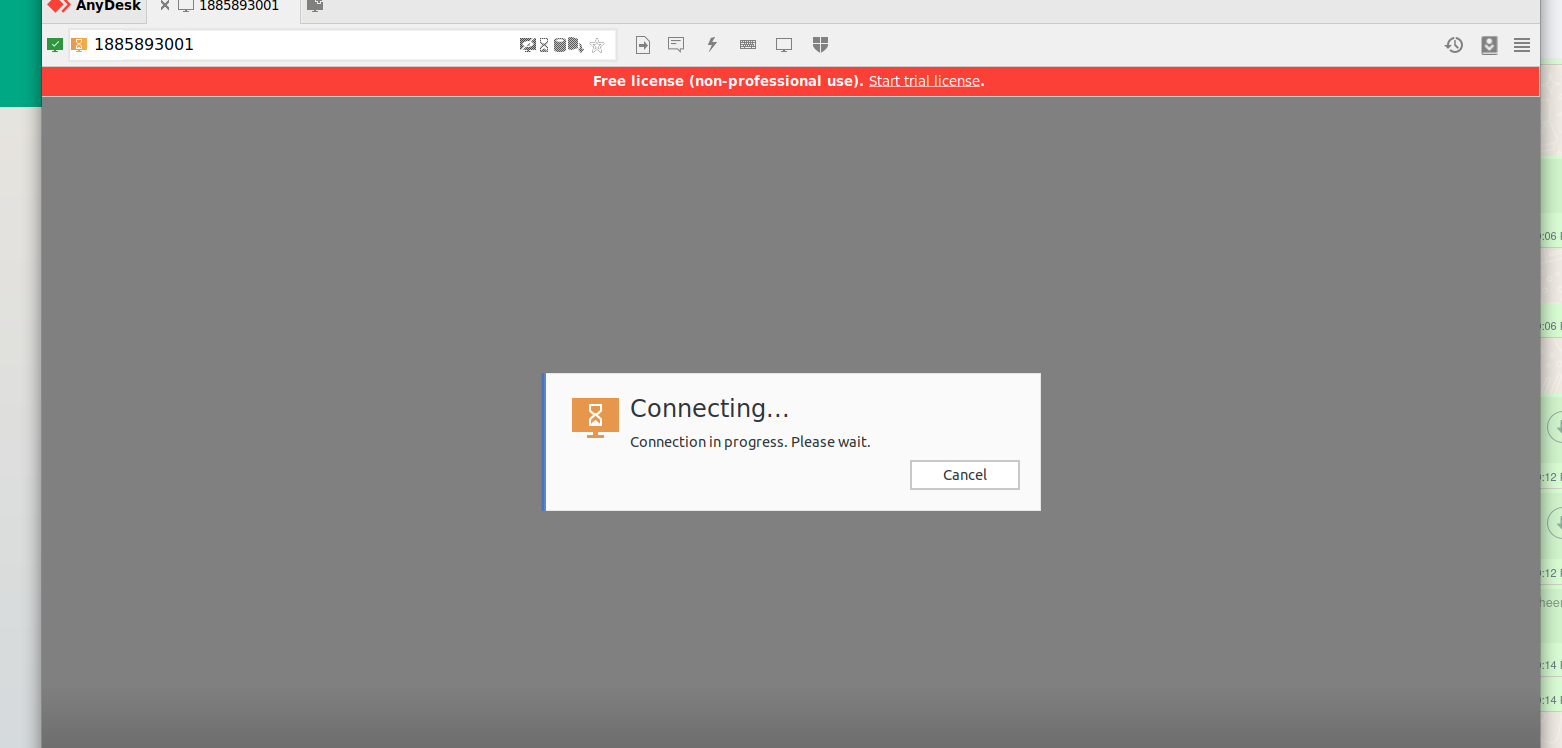 AnyDesk
1885893001
1885893001
Free license (non-professional use). Start trial license.
Connecting...
Connection in progress. Please wait.
Cancel
:06
:06
:12
:12
:14
:14